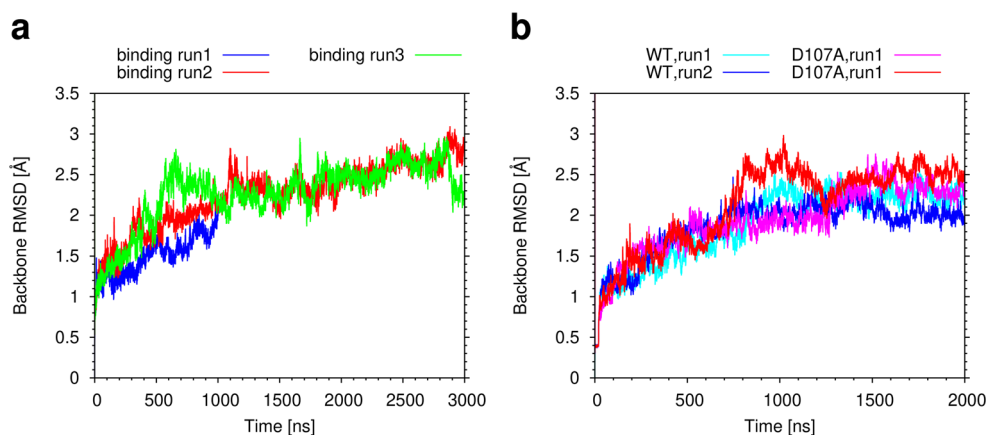 a
binding run1
binding run2
binding run3
Backbone RMSD [Å]
3.5
3
2.5
2
1.5
1
0.5
0
0 500 1000 1500 2000 2500 3000
Time [ns]
b
WT,run1
WT,run2
D107A,run1
D107A,run1
Backbone RMSD [Å]
3.5
3
2.5
2
1.5
1
0.5
0
0 500 1000 1500 2000
Time [ns]